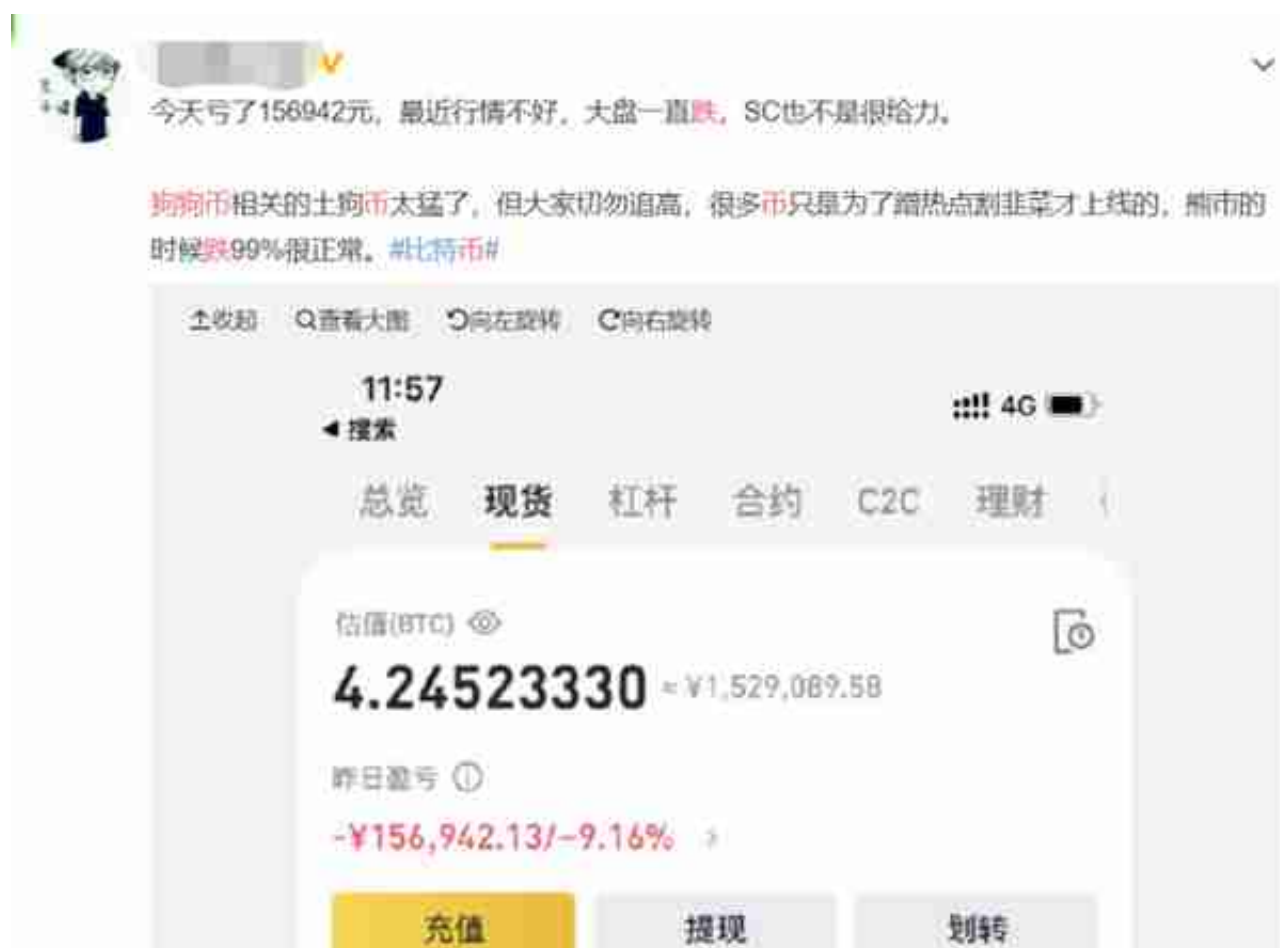 今天亏了156942元，最近行情不好，大盘一直跌，SC也不是很给力。
狗狗币相关的土狗币太猛了，但大家切勿追高，很多币只是为了蹭热点割韭菜才上线的，熊市的
时候跌99%很正常。#比特币#
收起 查看大图 向左旋转 向右旋转
11:57 4G
搜索
总览 现货 杠杆 合约 C2C 理财
估值(BTC)
4.24523330 ≈ ¥1,529,089.58
昨日盈亏
-¥156,942.13/-9.16%
充值 提现 划转